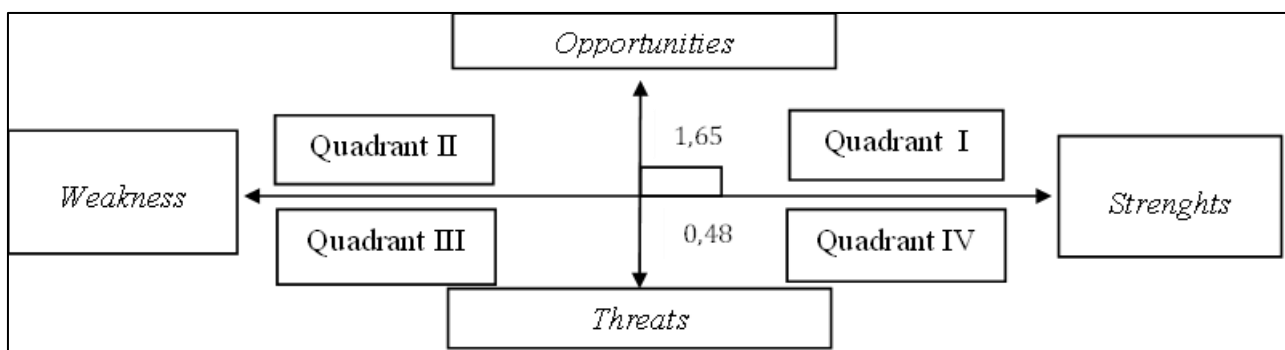 Opportunities
1,65
Quadrant II
Quadrant I
Weakness
Strenghts
Quadrant III
0,48
Quadrant IV
Threats